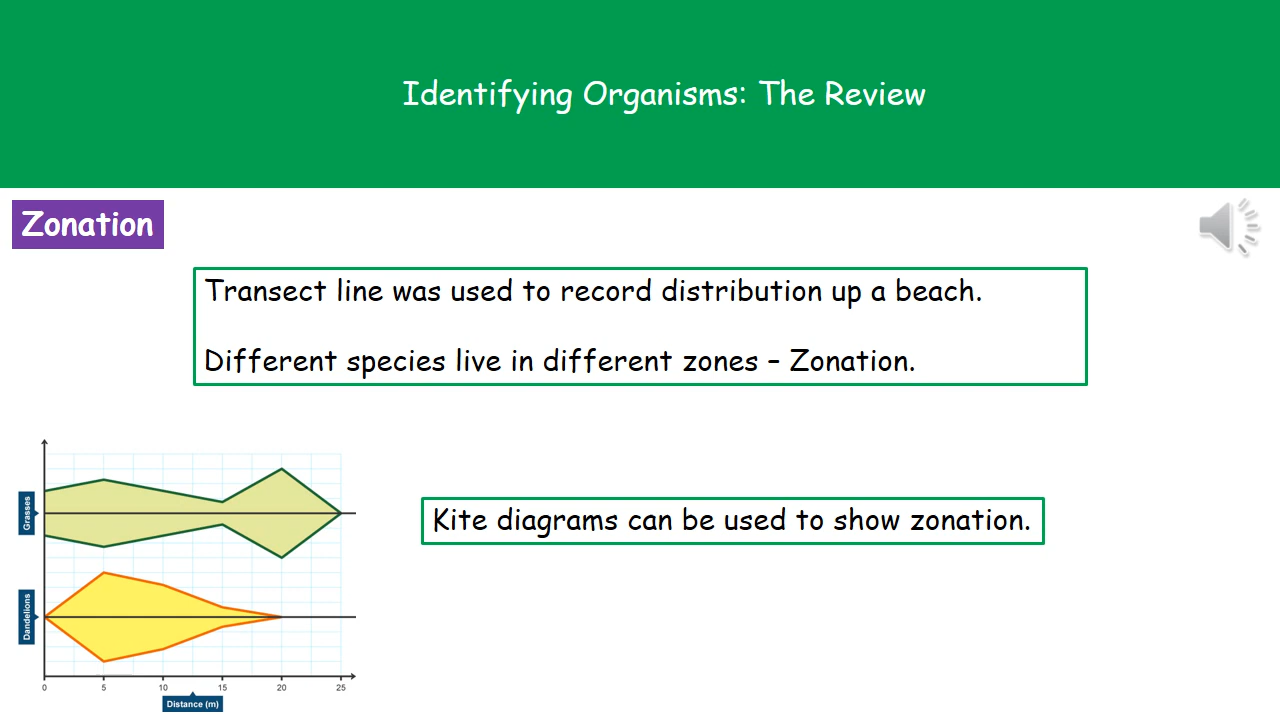 Identifying Organisms: The Review
Zonation
Transect line was used to record distribution up a beach.
Different species live in different zones – Zonation.
Kite diagrams can be used to show zonation.
Grasses
Dandelions
0 5 10 15 20 25
Distance (m)